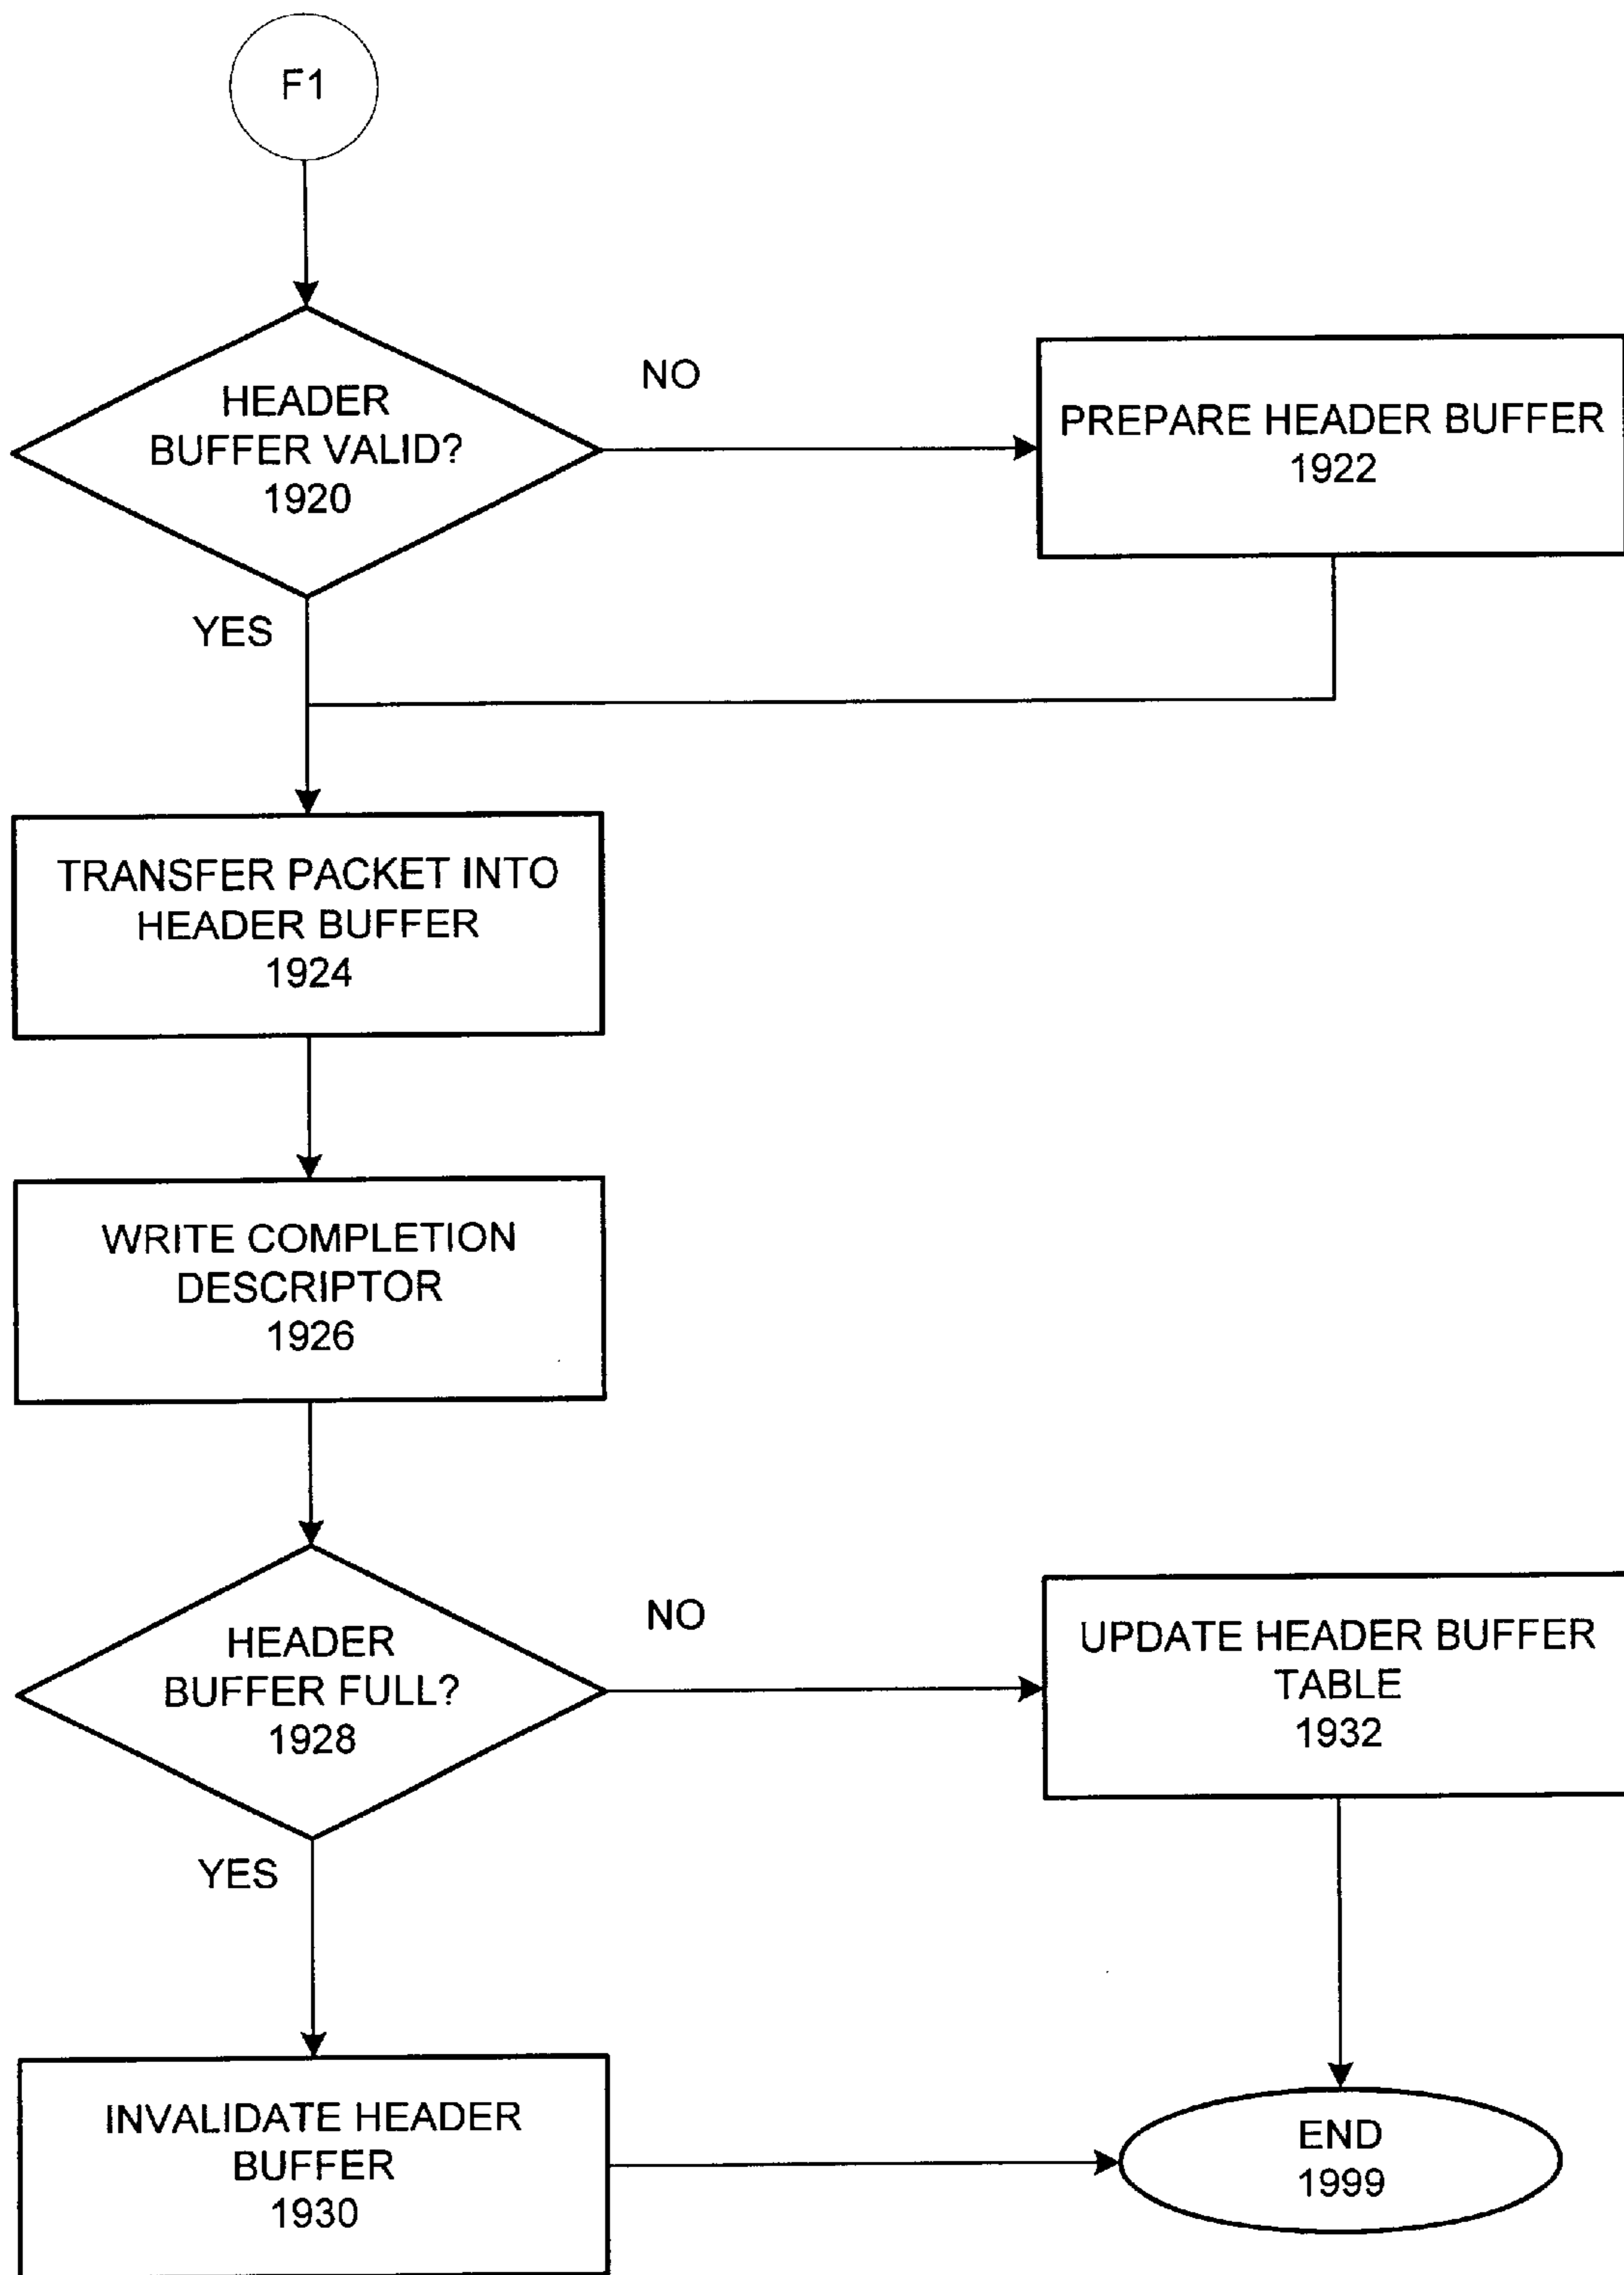 F1
HEADER
BUFFER VALID?
1920
NO
PREPARE HEADER BUFFER
1922
YES
TRANSFER PACKET INTO
HEADER BUFFER
1924
WRITE COMPLETION
DESCRIPTOR
1926
HEADER
BUFFER FULL?
1928
NO
UPDATE HEADER BUFFER
TABLE
1932
YES
INVALIDATE HEADER
BUFFER
1930
END
1999